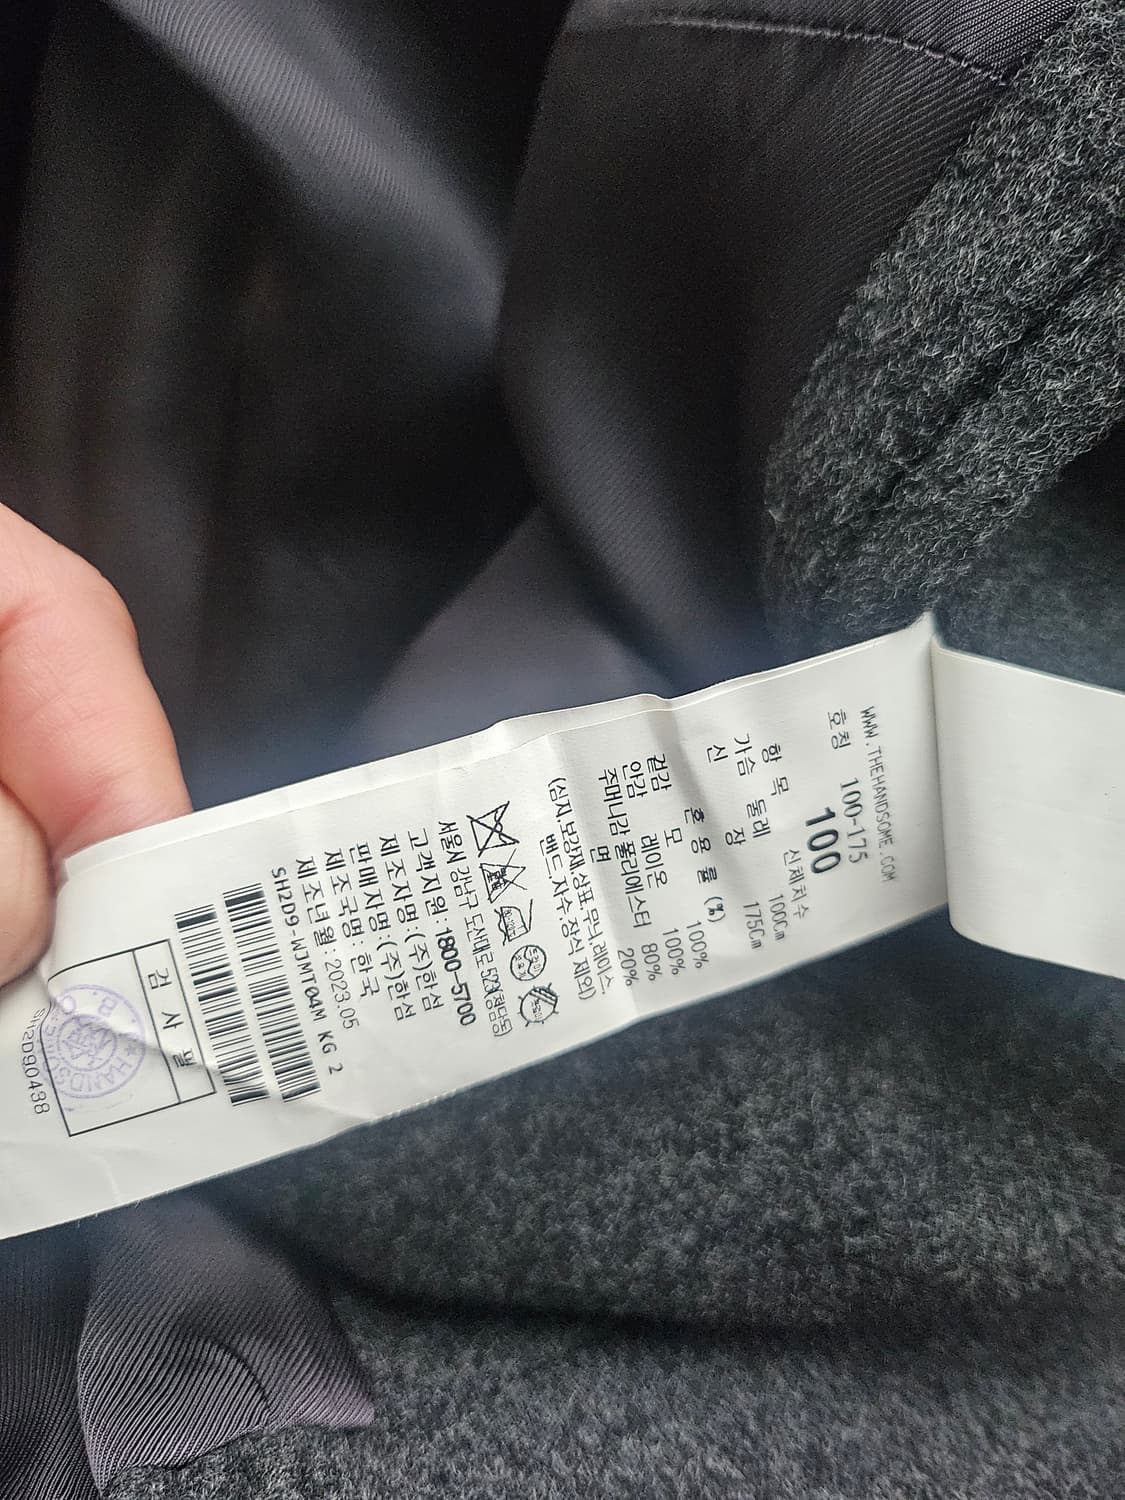 WWW.THEHANDSOME.COM
호칭 100-175
100
항 목 신체치수
가슴 둘레 100Cm
신 장 175Cm
혼 용 률 (%)
겉감 모 100%
안감 레이온 100%
주머니감 폴리에스터 80%
면 20%
(심지,보강재,상표,무늬,레이스,
밴드,자수,장식 제외)
서울시 강남구 도산대로 523(청담동)
고객지원:1800-5700
제조자명:(주)한섬
판매자명:(주)한섬
제조국명:한국
제조년월:2023.05
SH2D9-WJMT04M KG 2
검 사 필
HANDSOME
SH2D90438